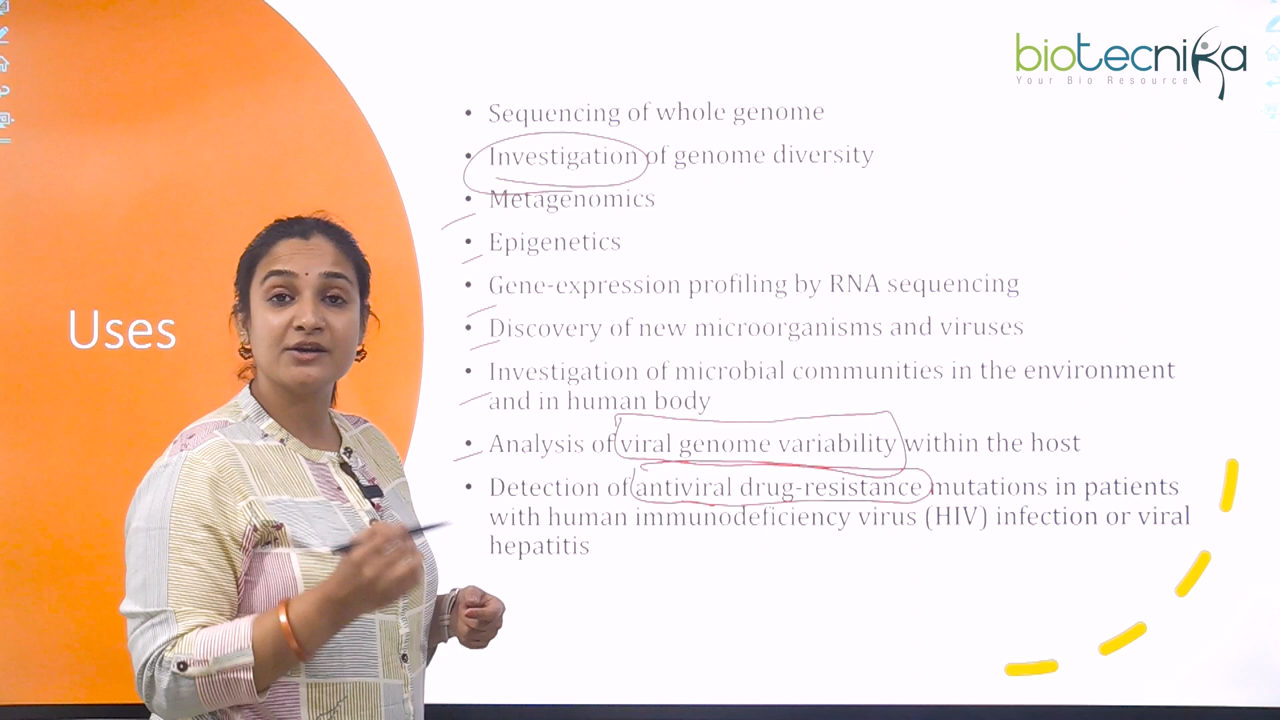 biotecnika
Your Bio Resource
Uses
• Sequencing of whole genome
• Investigation of genome diversity
• Metagenomics
• Epigenetics
• Gene-expression profiling by RNA sequencing
• Discovery of new microorganisms and viruses
• Investigation of microbial communities in the environment
and in human body
• Analysis of viral genome variability within the host
• Detection of antiviral drug-resistance mutations in patients
with human immunodeficiency virus (HIV) infection or viral
hepatitis